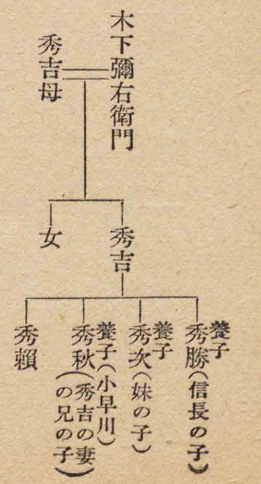 木下彌右衛門
秀吉母
秀吉
女
養子
秀勝(信長の子)
養子
秀次(妹の子)
養子(小早川)
秀秋(秀吉の妻の兄の子)
秀賴